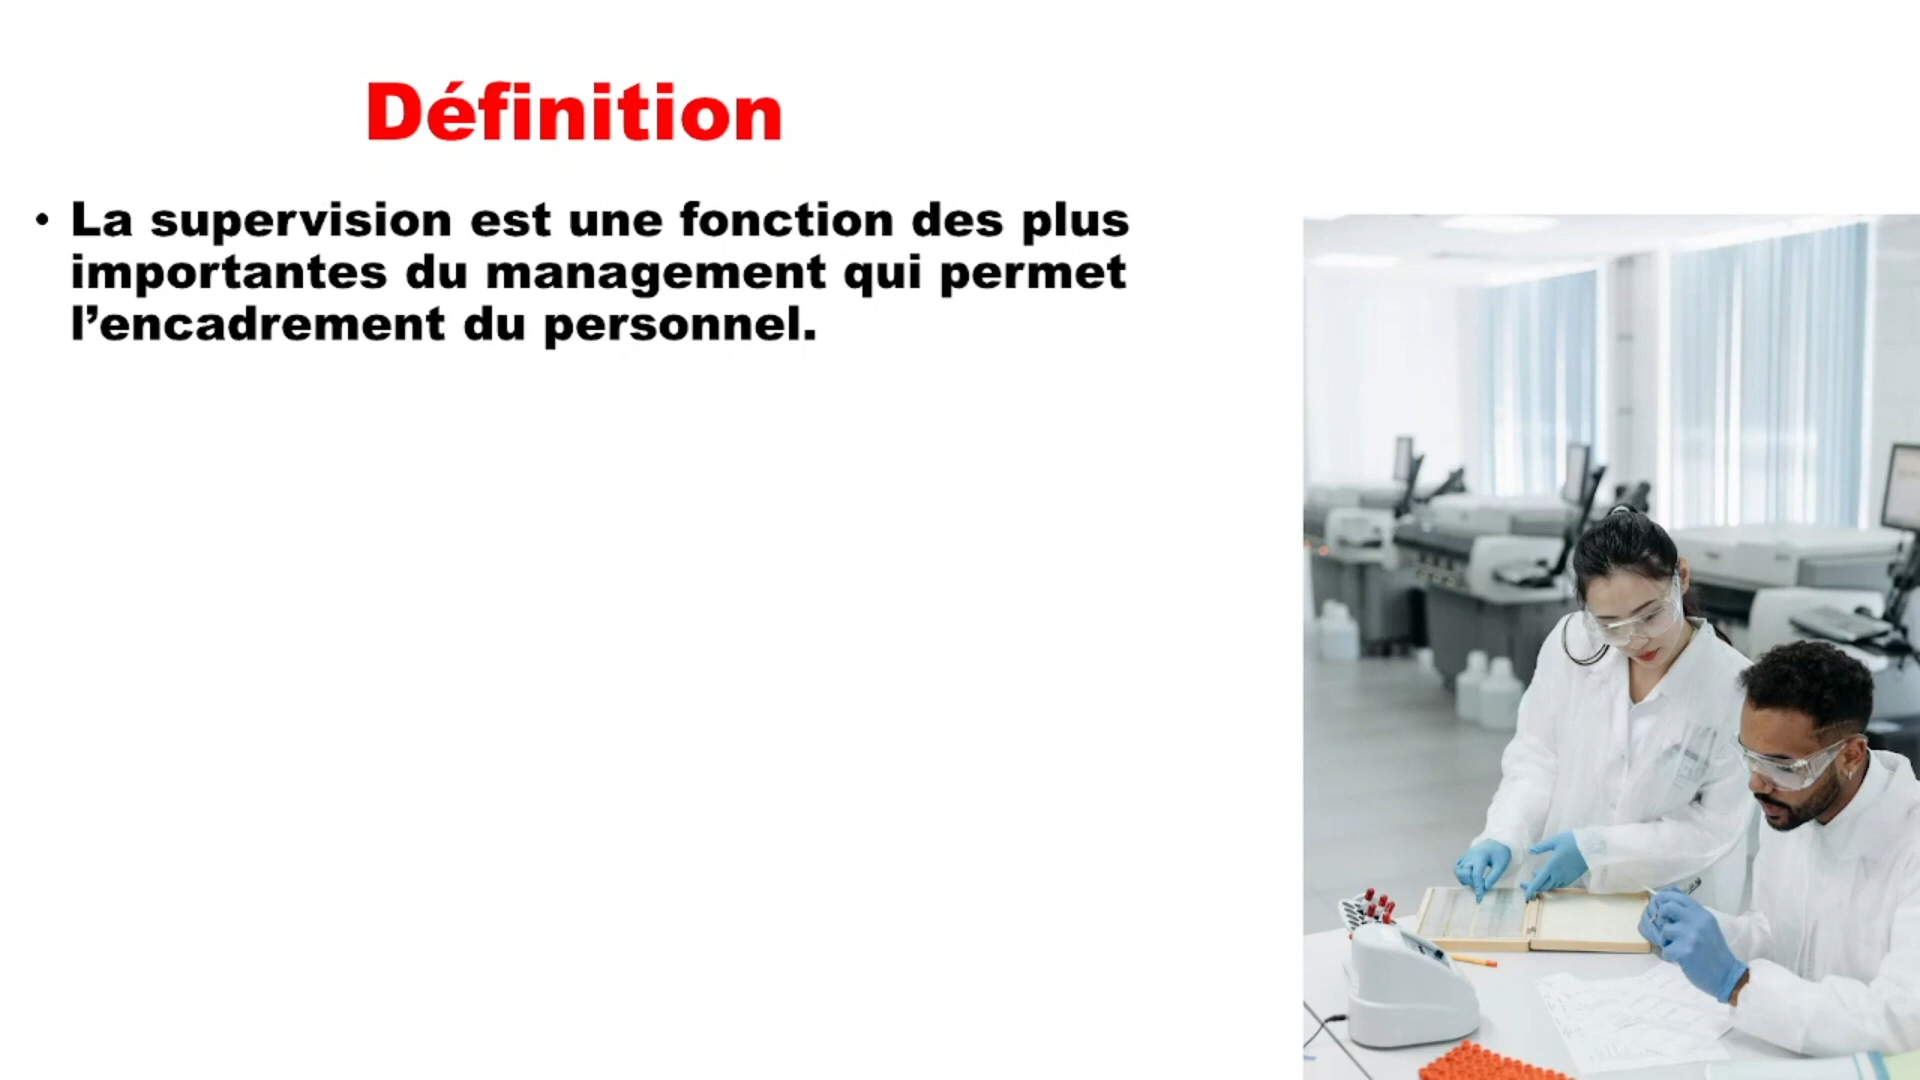 Définition
• La supervision est une fonction des plus
importantes du management qui permet
l’encadrement du personnel.